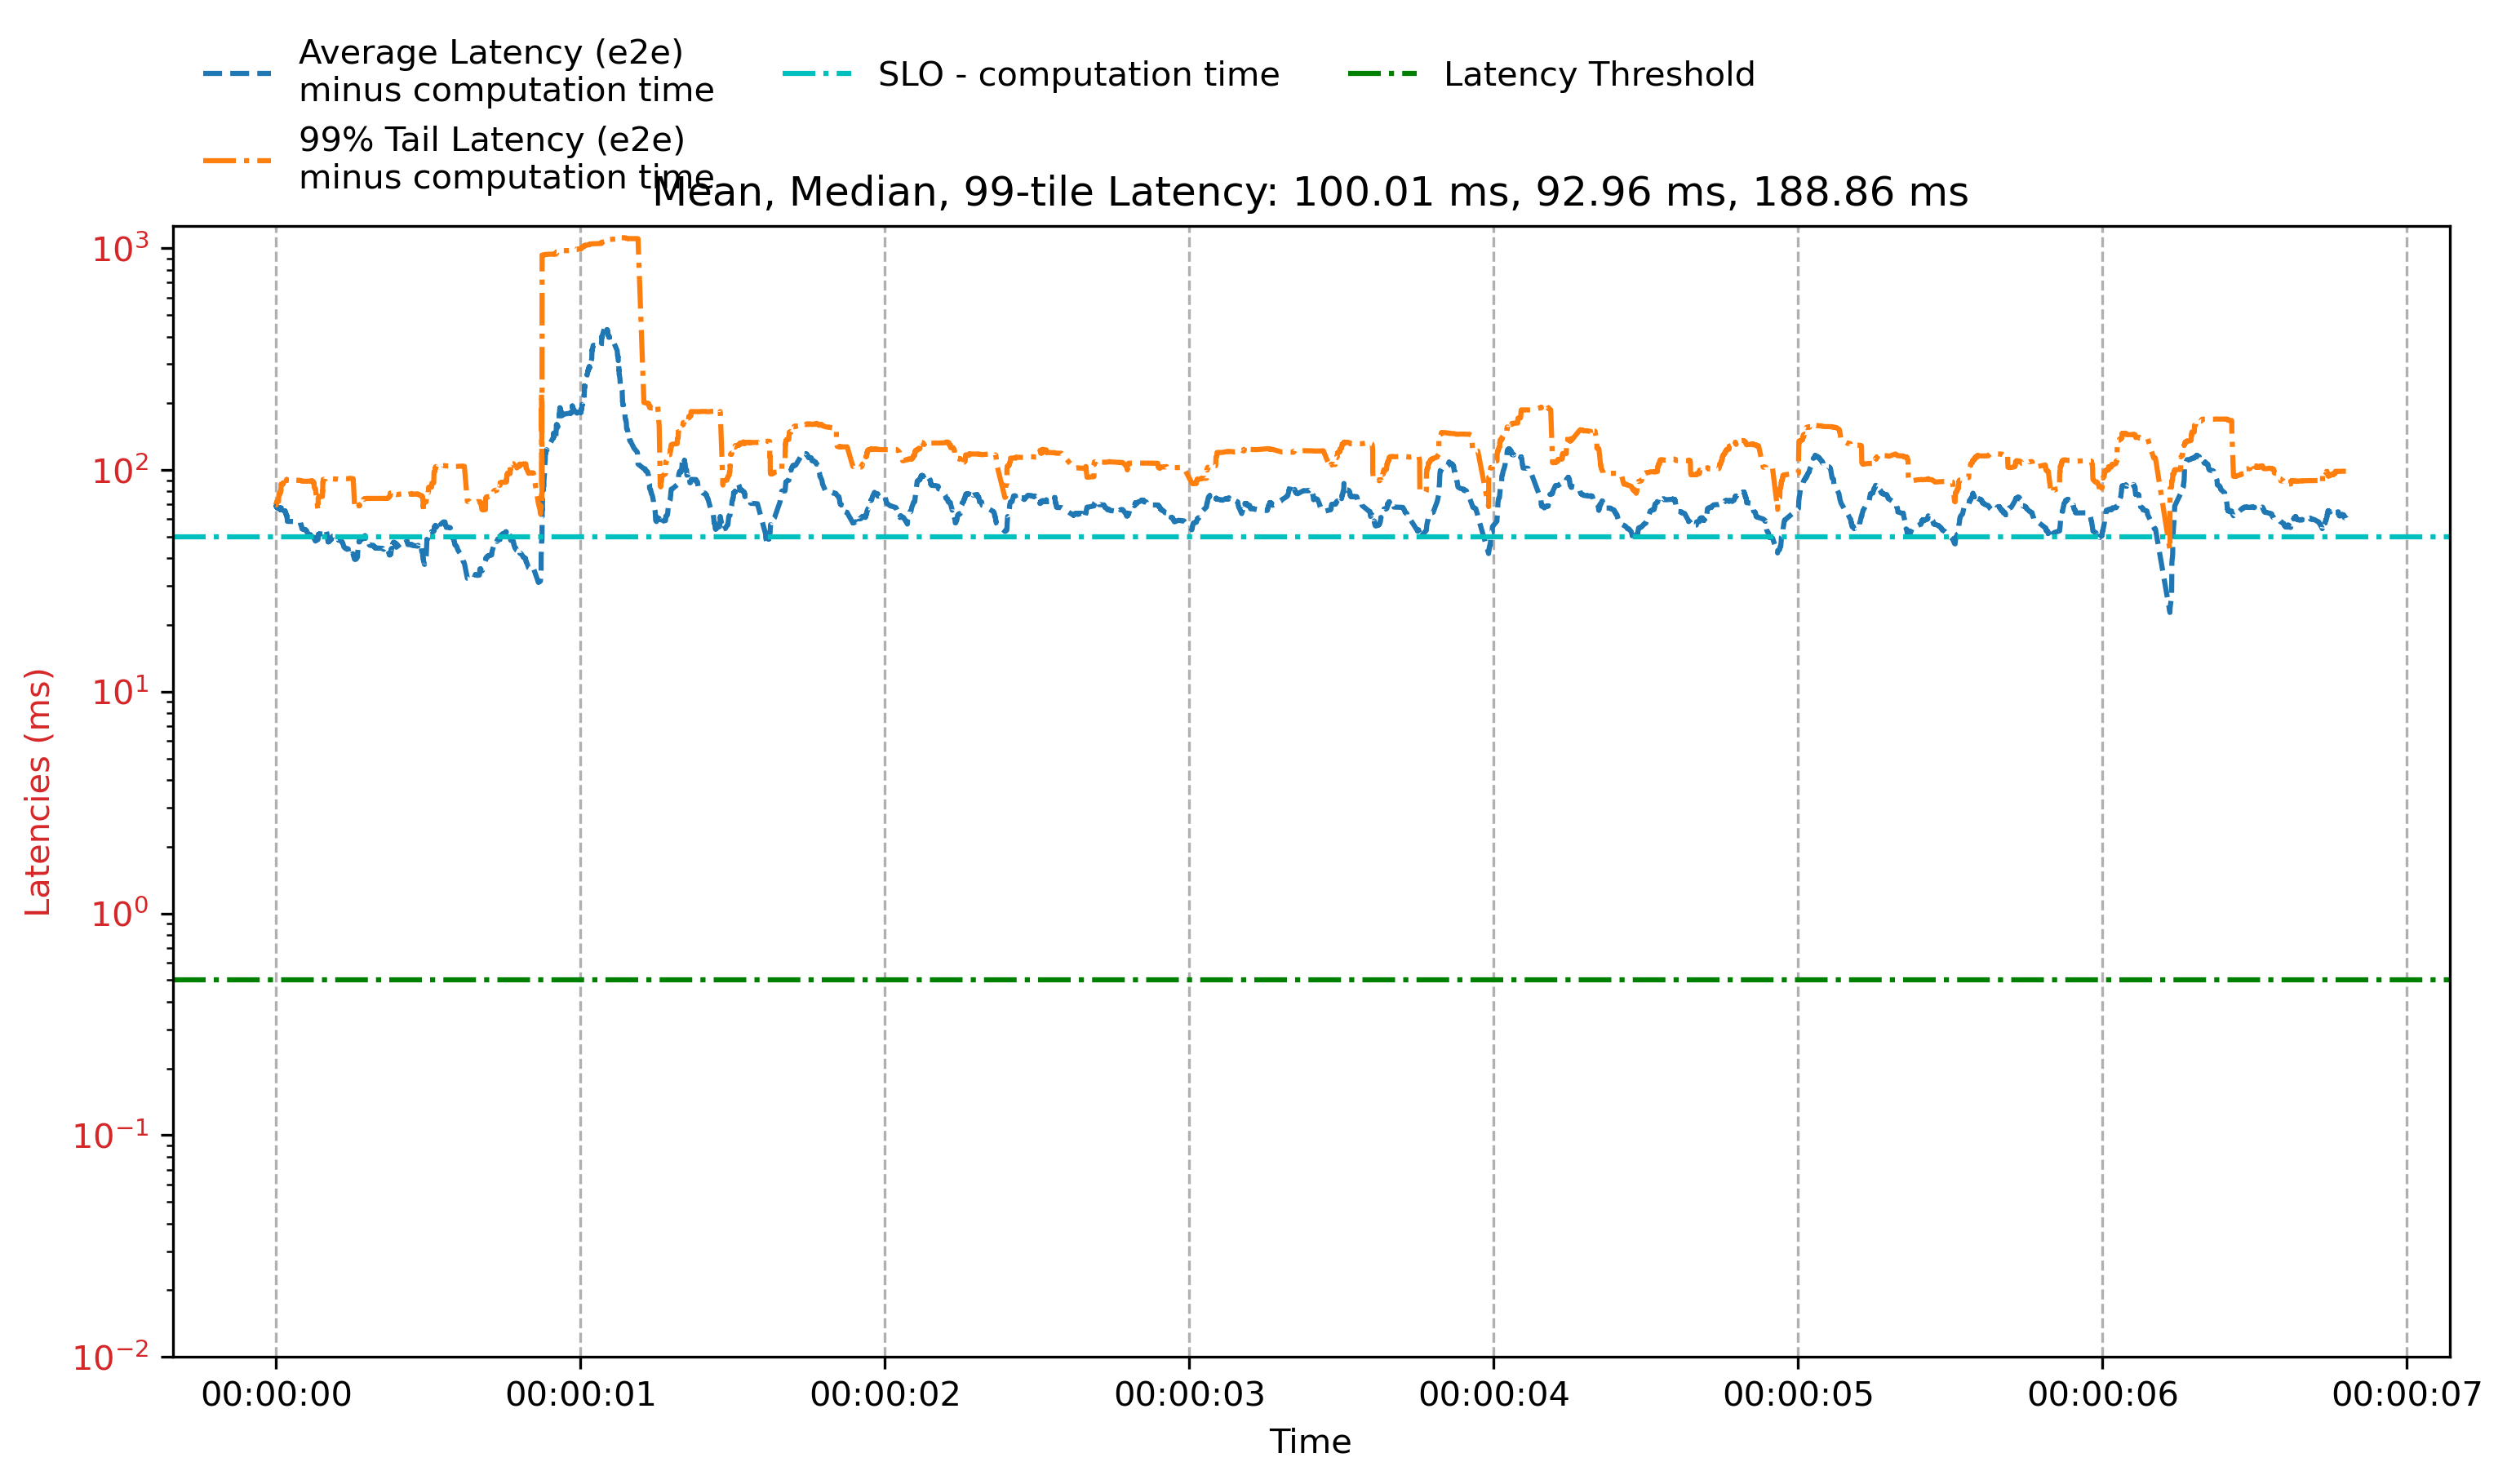 Average Latency (e2e)
minus computation time
99% Tail Latency (e2e)
minus computation time
SLO - computation time
Latency Threshold
Mean, Median, 99-tile Latency: 100.01 ms, 92.96 ms, 188.86 ms
Latencies (ms)
10³
10²
10¹
10⁰
10⁻¹
10⁻²
00:00:00
00:00:01
00:00:02
00:00:03
00:00:04
00:00:05
00:00:06
00:00:07
Time